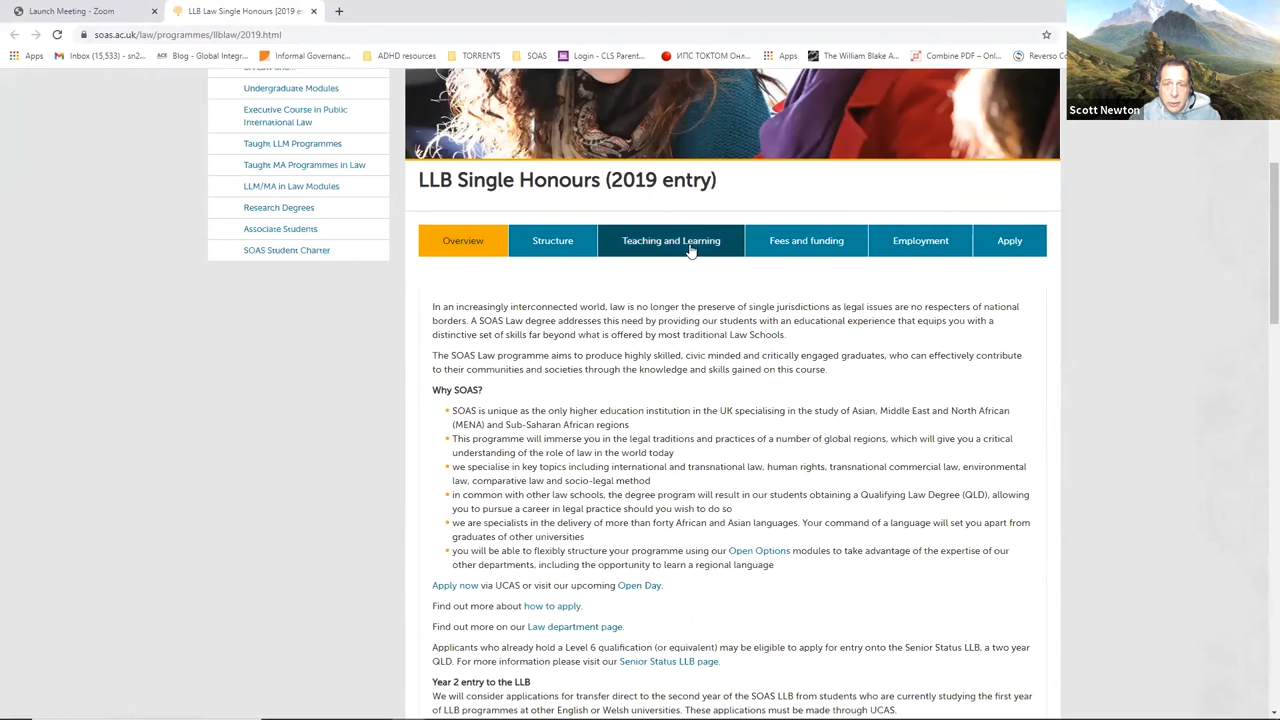 Launch Meeting - Zoom
LLB Law Single Honours [2019 e
soas.ac.uk/law/programmes/llblaw/2019.html
Apps
Inbox (15,533) - sn2...
Blog - Global Integr...
Informal Governanc...
ADHD resources
TORRENTS
SOAS
Login - CLS Parent...
ИПС ТОКТОМ Онл...
Apps
The William Blake A...
Combine PDF – Onl...
Reverso C
Scott Newton
Undergraduate Modules
Executive Course in Public
International Law
Taught LLM Programmes
Taught MA Programmes in Law
LLM/MA in Law Modules
Research Degrees
Associate Students
SOAS Student Charter
LLB Single Honours (2019 entry)
Overview
Structure
Teaching and Learning
Fees and funding
Employment
Apply
In an increasingly interconnected world, law is no longer the preserve of single jurisdictions as legal issues are no respecters of national
borders. A SOAS Law degree addresses this need by providing our students with an educational experience that equips you with a
distinctive set of skills far beyond what is offered by most traditional Law Schools.
The SOAS Law programme aims to produce highly skilled, civic minded and critically engaged graduates, who can effectively contribute
to their communities and societies through the knowledge and skills gained on this course.
Why SOAS?
• SOAS is unique as the only higher education institution in the UK specialising in the study of Asian, Middle East and North African
(MENA) and Sub-Saharan African regions
• This programme will immerse you in the legal traditions and practices of a number of global regions, which will give you a critical
understanding of the role of law in the world today
• we specialise in key topics including international and transnational law, human rights, transnational commercial law, environmental
law, comparative law and socio-legal method
• in common with other law schools, the degree program will result in our students obtaining a Qualifying Law Degree (QLD), allowing
you to pursue a career in legal practice should you wish to do so
• we are specialists in the delivery of more than forty African and Asian languages. Your command of a language will set you apart from
graduates of other universities
• you will be able to flexibly structure your programme using our Open Options modules to take advantage of the expertise of our
other departments, including the opportunity to learn a regional language
Apply now via UCAS or visit our upcoming Open Day.
Find out more about how to apply.
Find out more on our Law department page.
Applicants who already hold a Level 6 qualification (or equivalent) may be eligible to apply for entry onto the Senior Status LLB, a two year
QLD. For more information please visit our Senior Status LLB page.
Year 2 entry to the LLB
We will consider applications for transfer direct to the second year of the SOAS LLB from students who are currently studying the first year
of LLB programmes at other English or Welsh universities. These applications must be made through UCAS.